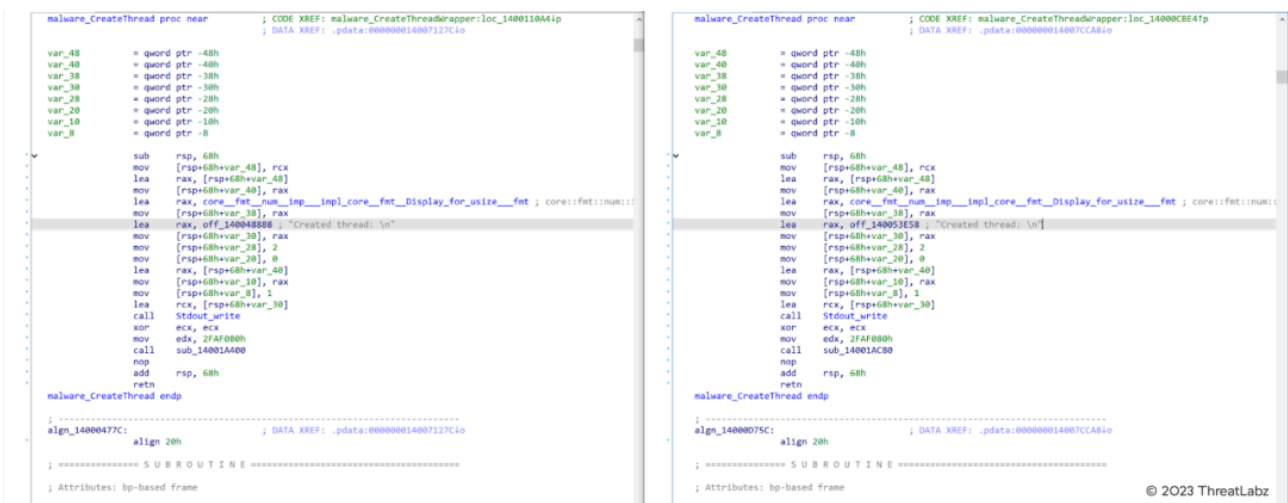 malware_CreateThread proc near ; CODE XREF: malware_CreateThreadWrapper:loc_1400110A4↓p
; DATA XREF: .pdata:000000014007127C↓o
var_48 = qword ptr -48h
var_40 = qword ptr -40h
var_38 = qword ptr -38h
var_30 = qword ptr -30h
var_28 = qword ptr -28h
var_20 = qword ptr -20h
var_10 = qword ptr -10h
var_8 = qword ptr -8
sub rsp, 68h
mov [rsp+68h+var_48], rcx
lea rax, [rsp+68h+var_48]
mov [rsp+68h+var_40], rax
lea rax, core__fmt__num__imp___impl_core__fmt__Display_for_usize___fmt ; core::fmt::num::
mov [rsp+68h+var_38], rax
lea rax, off_140048888 ; "Created thread: \n"
mov [rsp+68h+var_30], rax
mov [rsp+68h+var_28], 2
mov [rsp+68h+var_20], 0
lea rax, [rsp+68h+var_40]
mov [rsp+68h+var_10], rax
mov [rsp+68h+var_8], 1
lea rcx, [rsp+68h+var_30]
call Stdout_write
xor ecx, ecx
mov edx, 2FAF080h
call sub_14001A400
nop
add rsp, 68h
retn
malware_CreateThread endp
; ---------------------------------------------------------------
algn_14000477C: ; DATA XREF: .pdata:000000014007127C↓o
align 20h
; =============== S U B R O U T I N E =======================================
; Attributes: bp-based frame
malware_CreateThread proc near ; CODE XREF: malware_CreateThreadWrapper:loc_14000CBE4↑p
; DATA XREF: .pdata:000000014007CCA8↓o
var_48 = qword ptr -48h
var_40 = qword ptr -40h
var_38 = qword ptr -38h
var_30 = qword ptr -30h
var_28 = qword ptr -28h
var_20 = qword ptr -20h
var_10 = qword ptr -10h
var_8 = qword ptr -8
sub rsp, 68h
mov [rsp+68h+var_48], rcx
lea rax, [rsp+68h+var_48]
mov [rsp+68h+var_40], rax
lea rax, core__fmt__num__imp___impl_core__fmt__Display_for_usize___fmt ; core::fmt::num:
mov [rsp+68h+var_38], rax
lea rax, off_140053E58 ; "Created thread: \n"
mov [rsp+68h+var_30], rax
mov [rsp+68h+var_28], 2
mov [rsp+68h+var_20], 0
lea rax, [rsp+68h+var_40]
mov [rsp+68h+var_10], rax
mov [rsp+68h+var_8], 1
lea rcx, [rsp+68h+var_30]
call Stdout_write
xor ecx, ecx
mov edx, 2FAF080h
call sub_14001AC80
nop
add rsp, 68h
retn
malware_CreateThread endp
; ---------------------------------------------------------------
algn_14000D75C: ; DATA XREF: .pdata:000000014007CCA8↓o
align 20h
; =============== S U B R O U T I N E =======================================
; Attributes: bp-based frame
© 2023 ThreatLabz